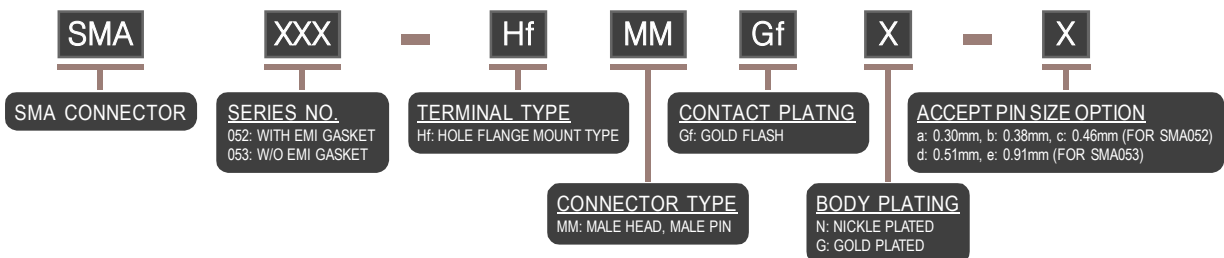 SMA XXX - Hf MM Gf X - X
SMA CONNECTOR
SERIES NO.
052: WITH EMI GASKET
053: W/O EMI GASKET
TERMINAL TYPE
Hf: HOLE FLANGE MOUNT TYPE
CONTACT PLATNG
Gf: GOLD FLASH
ACCEPT PIN SIZE OPTION
a: 0.30mm, b: 0.38mm, c: 0.46mm (FOR SMA052)
d: 0.51mm, e: 0.91mm (FOR SMA053)
CONNECTOR TYPE
MM: MALE HEAD, MALE PIN
BODY PLATING
N: NICKLE PLATED
G: GOLD PLATED